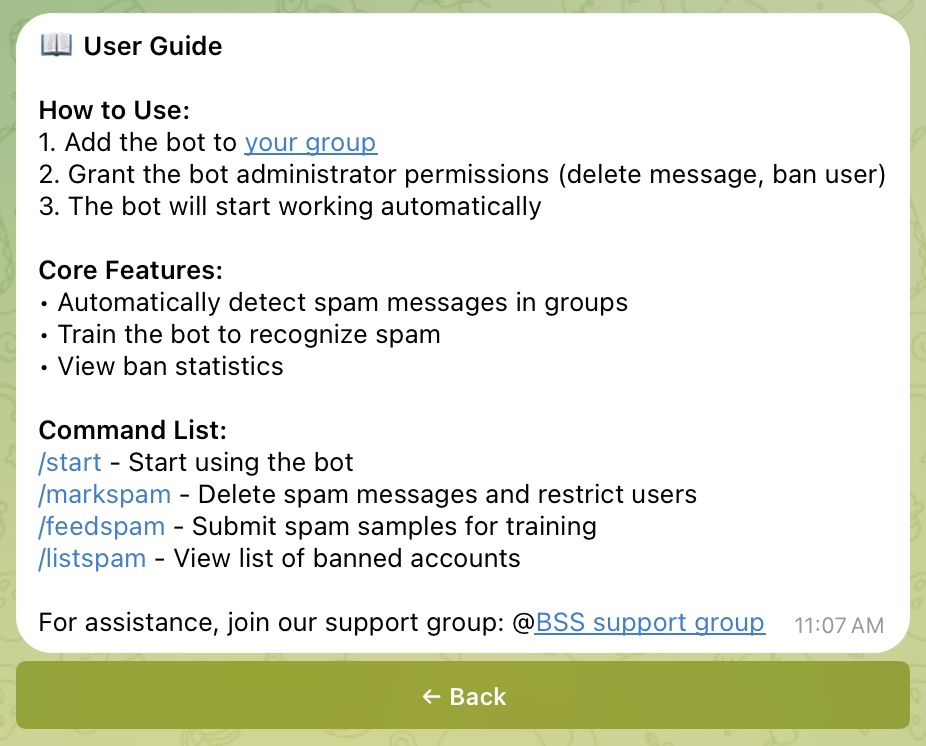 📖 User Guide
How to Use:
1. Add the bot to your group
2. Grant the bot administrator permissions (delete message, ban user)
3. The bot will start working automatically
Core Features:
• Automatically detect spam messages in groups
• Train the bot to recognize spam
• View ban statistics
Command List:
/start - Start using the bot
/markspam - Delete spam messages and restrict users
/feedspam - Submit spam samples for training
/listspam - View list of banned accounts
For assistance, join our support group: @BSS support group 11:07 AM
← Back